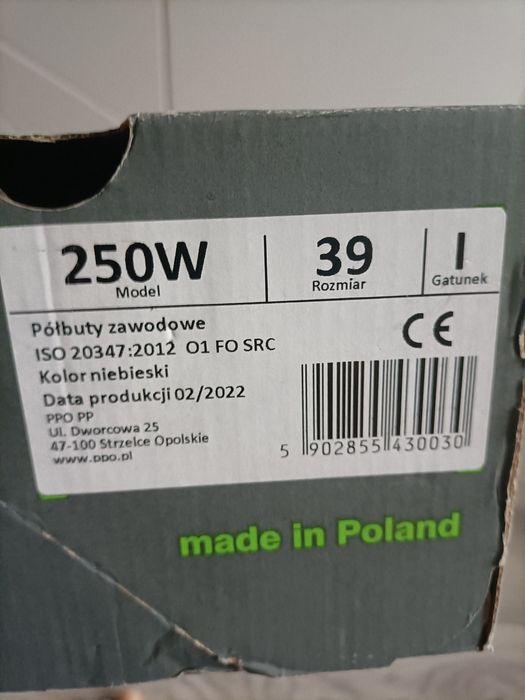 250W
Model
39
Rozmiar
I
Gatunek
Półbuty zawodowe
ISO 20347:2012 O1 FO SRC
Kolor niebieski
Data produkcji 02/2022
PPO PP
Ul. Dworcowa 25
47-100 Strzelce Opolskie
www.ppo.pl
CE
5 902855 430030
made in Poland